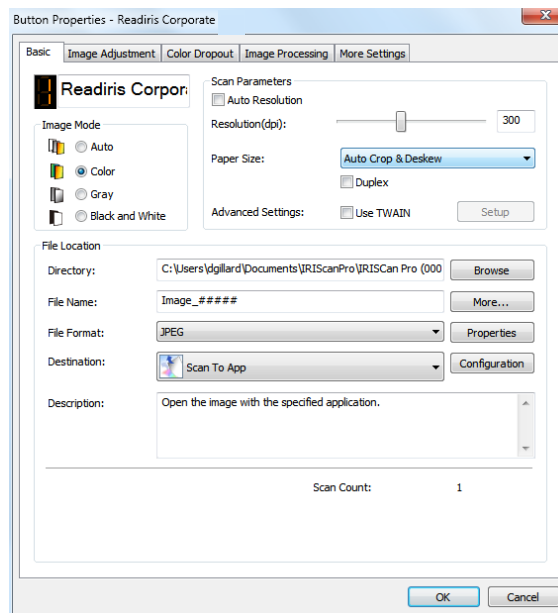 Button Properties - Readiris Corporate
Basic
Image Adjustment
Color Dropout
Image Processing
More Settings
Readiris Corpor
Scan Parameters
Auto Resolution
Resolution(dpi):
300
Paper Size:
Auto Crop & Deskew
Duplex
Advanced Settings:
Use TWAIN
Setup
Image Mode
Auto
Color
Gray
Black and White
File Location
Directory:
C:\Users\dgillard\Documents\IRIScanPro\IRISCan Pro (000
Browse
File Name:
Image_#####
More...
File Format:
JPEG
Properties
Destination:
Scan To App
Configuration
Description:
Open the image with the specified application.
Scan Count:
1
OK
Cancel